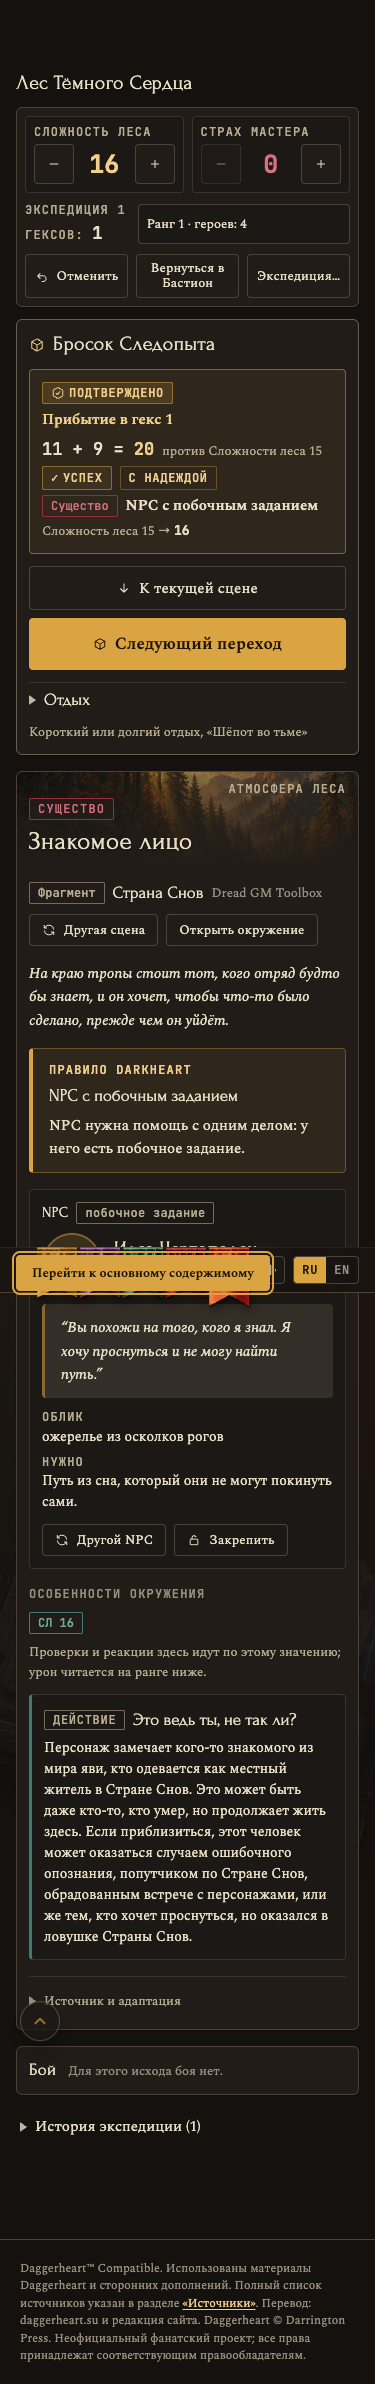 Лес Тёмного Сердца
СЛОЖНОСТЬ ЛЕСА
− 16 +
СТРАХ МАСТЕРА
− 0 +
ЭКСПЕДИЦИЯ 1
ГЕКСОВ: 1
Ранг 1 · героев: 4
Отменить
Вернуться в
Бастион
Экспедиция…
Бросок Следопыта
ПОДТВЕРЖДЕНО
Прибытие в гекс 1
11 + 9 = 20 против Сложности леса 15
✓ УСПЕХ
С НАДЕЖДОЙ
Существо NPC с побочным заданием
Сложность леса 15 → 16
↓ К текущей сцене
Следующий переход
Отдых
Короткий или долгий отдых, «Шёпот во тьме»
АТМОСФЕРА ЛЕСА
СУЩЕСТВО
Знакомое лицо
Фрагмент Страна Снов Dread GM Toolbox
Другая сцена
Открыть окружение
На краю тропы стоит тот, кого отряд будто
бы знает, и он хочет, чтобы что-то было
сделано, прежде чем он уйдёт.
ПРАВИЛО DARKHEART
NPC с побочным заданием
NPC нужна помощь с одним делом: у
него есть побочное задание.
NPC побочное задание
Перейти к основному содержимому
RU EN
“Вы похожи на того, кого я знал. Я
хочу проснуться и не могу найти
путь.”
ОБЛИК
ожерелье из осколков рогов
НУЖНО
Путь из сна, который они не могут покинуть
сами.
Другой NPC
Закрепить
ОСОБЕННОСТИ ОКРУЖЕНИЯ
СЛ 16
Проверки и реакции здесь идут по этому значению;
урон читается на ранге ниже.
ДЕЙСТВИЕ Это ведь ты, не так ли?
Персонаж замечает кого-то знакомого из
мира яви, кто одевается как местный
житель в Стране Снов. Это может быть
даже кто-то, кто умер, но продолжает жить
здесь. Если приблизиться, этот человек
может оказаться случаем ошибочного
опознания, попутчиком по Стране Снов,
обрадованным встрече с персонажами, или
же тем, кто хочет проснуться, но оказался в
ловушке Страны Снов.
Источник и адаптация
Бой Для этого исхода боя нет.
История экспедиции (1)
Daggerheart™ Compatible. Использованы материалы
Daggerheart и сторонних дополнений. Полный список
источников указан в разделе «Источники». Перевод:
daggerheart.su и редакция сайта. Daggerheart © Darrington
Press. Неофициальный фанатский проект; все права
принадлежат соответствующим правообладателям.